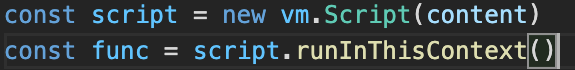 const script = new vm.Script(content)
const func = script.runInThisContext()